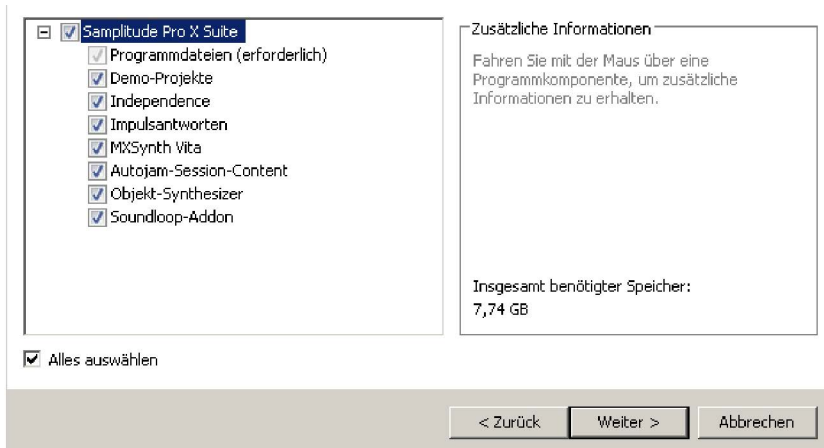 Samplitude Pro X Suite
Programmdateien (erforderlich)
Demo-Projekte
Independence
Impulsantworten
MXSynth Vita
Autojam-Session-Content
Objekt-Synthesizer
Soundloop-Addon
Alles auswählen
Zusätzliche Informationen
Fahren Sie mit der Maus über eine
Programmkomponente, um zusätzliche
Informationen zu erhalten.
Insgesamt benötigter Speicher:
7,74 GB
< Zurück
Weiter >
Abbrechen